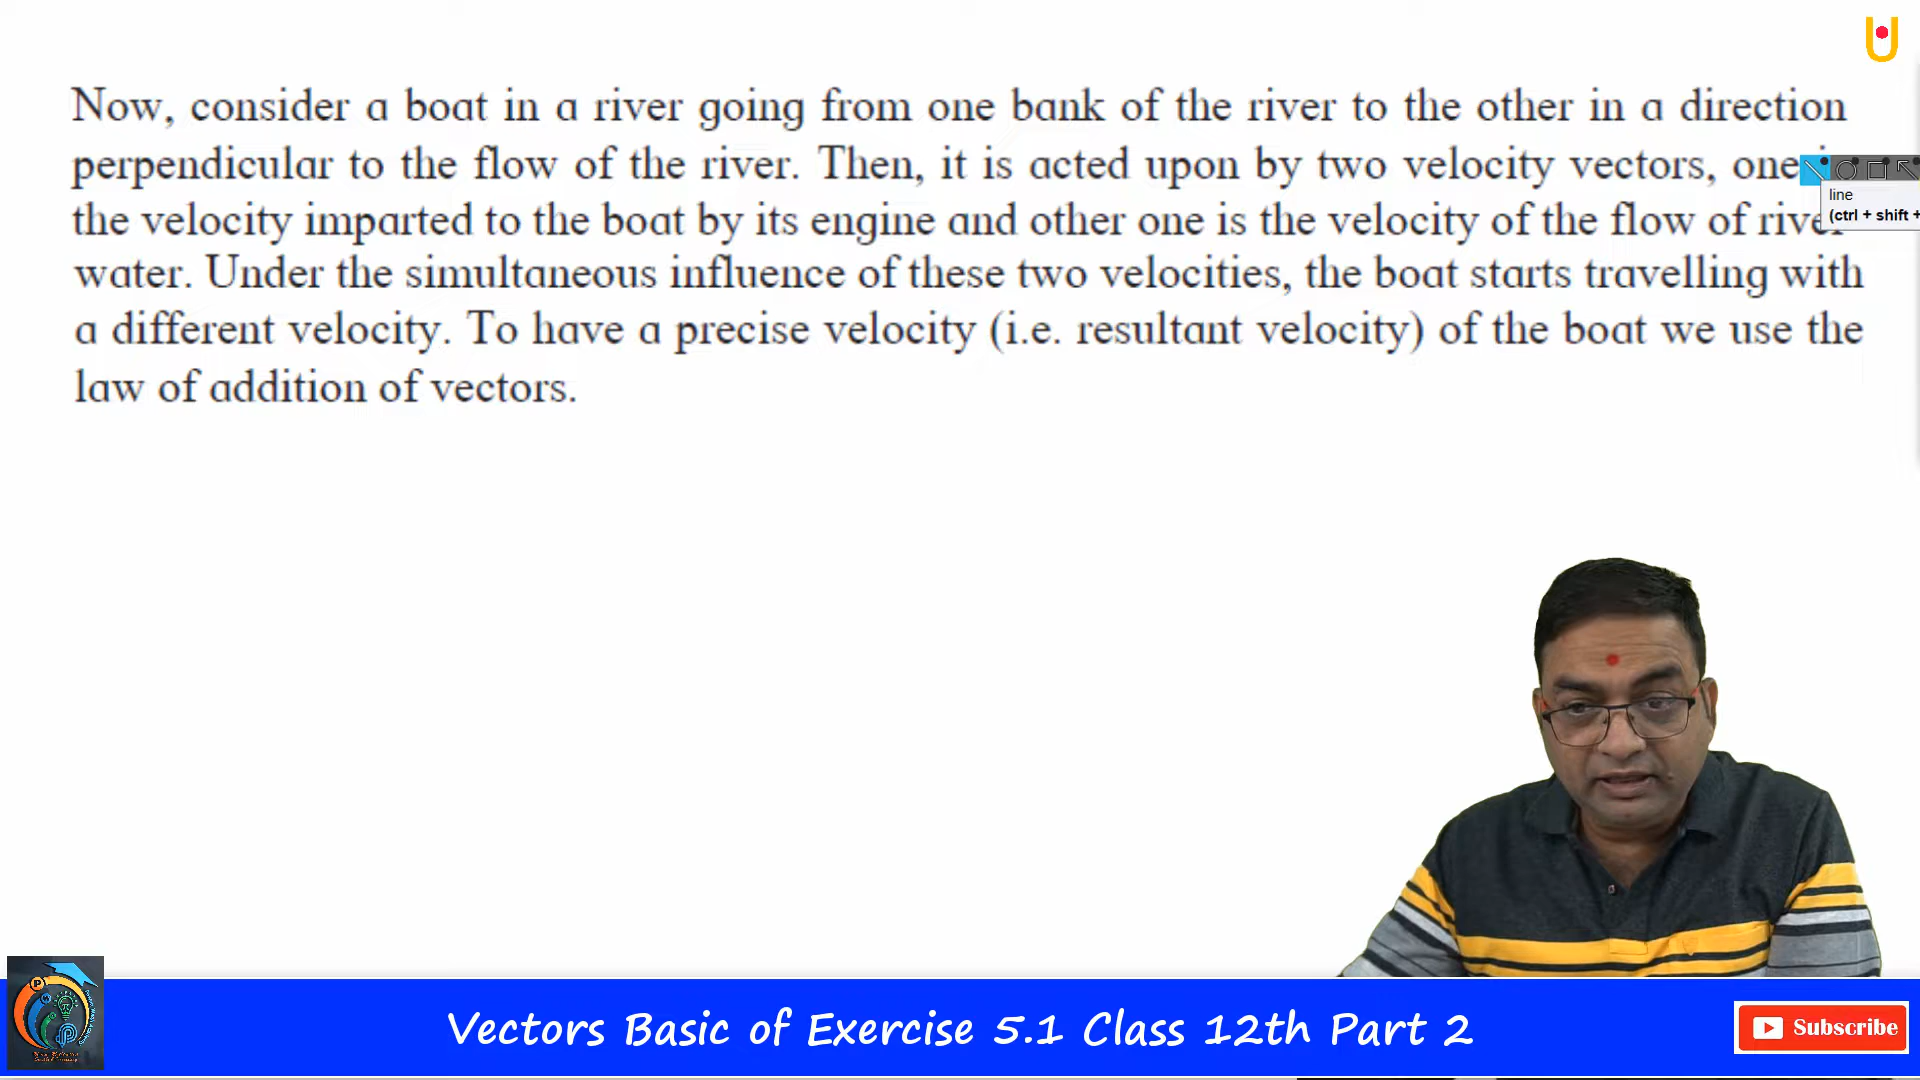 Now, consider a boat in a river going from one bank of the river to the other in a direction
perpendicular to the flow of the river. Then, it is acted upon by two velocity vectors, one
line
(ctrl + shift +
the velocity imparted to the boat by its engine and other one is the velocity of the flow of river
water. Under the simultaneous influence of these two velocities, the boat starts travelling with
a different velocity. To have a precise velocity (i.e. resultant velocity) of the boat we use the
law of addition of vectors.
Vectors Basic of Exercise 5.1 Class 12th Part 2
Subscribe